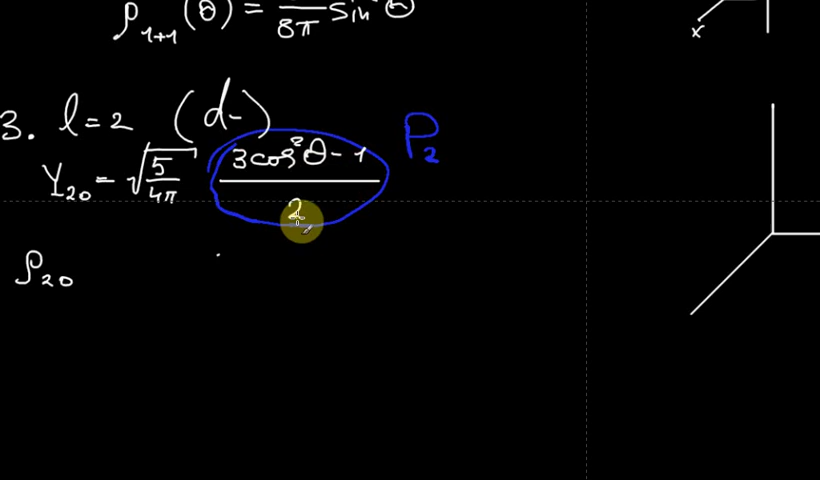 ρ₁₊₁(θ) = /8π sin θ
x
3. l=2 (d-)
Y₂₀ = √(5/4π) (3cos²θ-1)/2 P₂
ρ₂₀